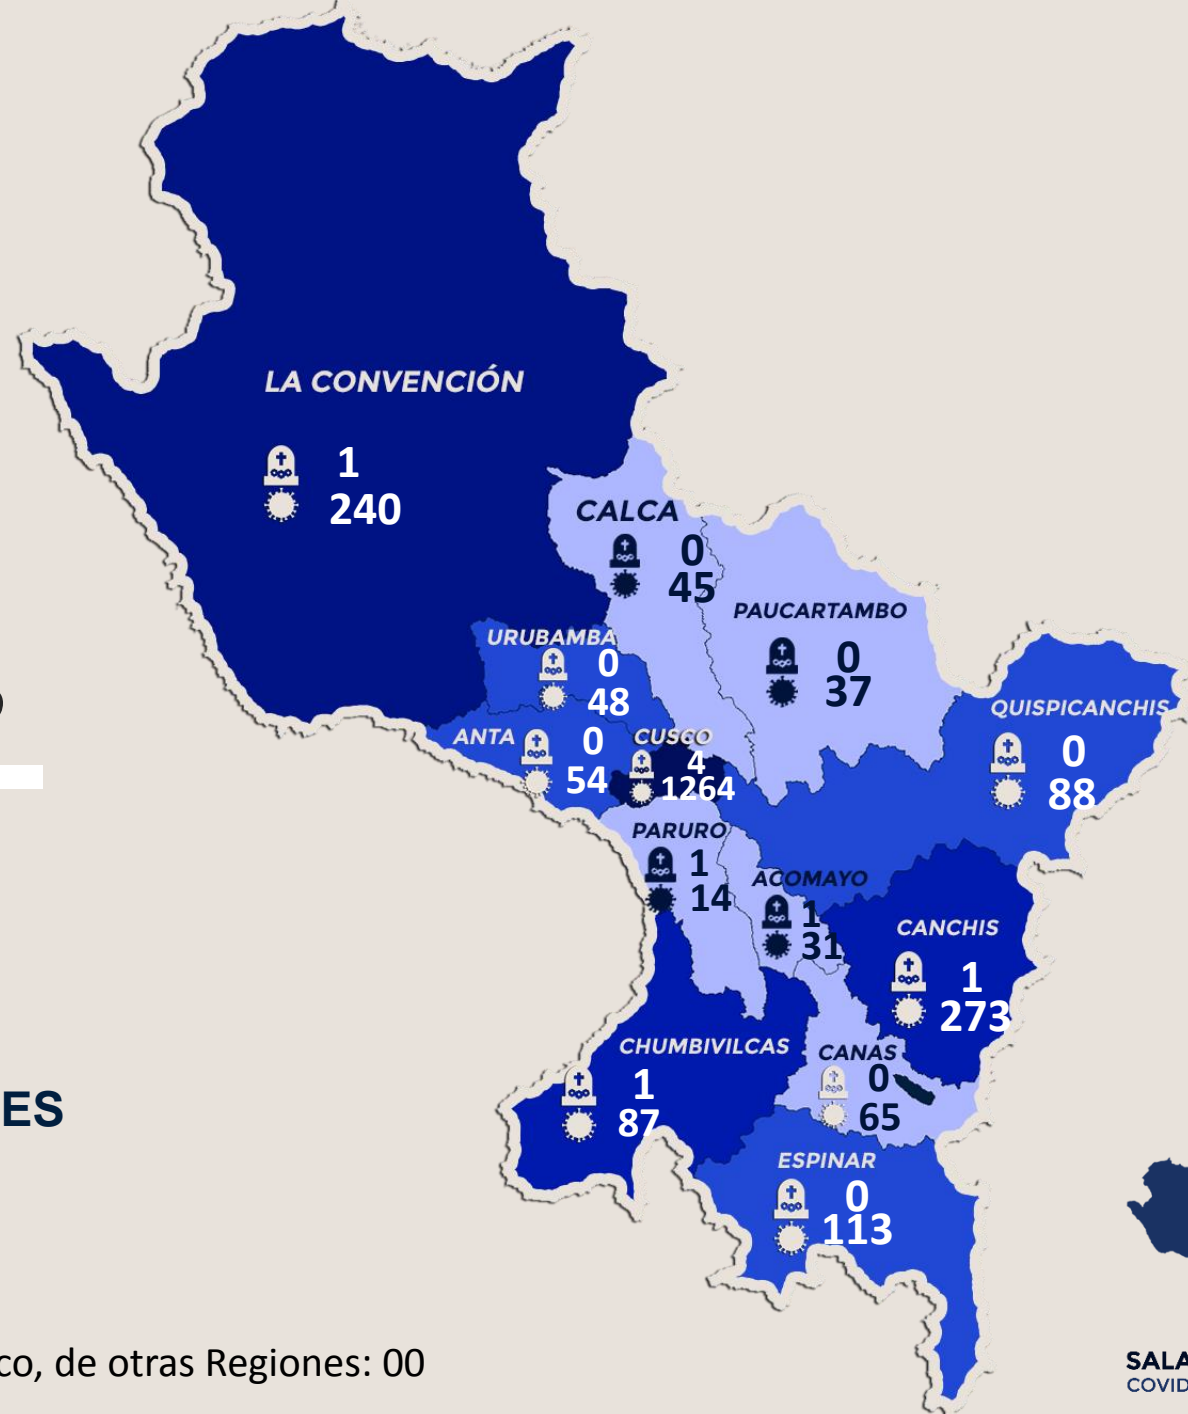 LA CONVENCIÓN
1
240
CALCA
0
45
PAUCARTAMBO
0
37
URUBAMBA
0
48
QUISPICANCHIS
0
88
ANTA
0
54
CUSCO
4
1264
PARURO
1
14
ACOMAYO
1
31
CANCHIS
1
273
CHUMBIVILCAS
1
87
CANAS
0
65
ES
ESPINAR
0
113
co, de otras Regiones: 00
SALA
COVID